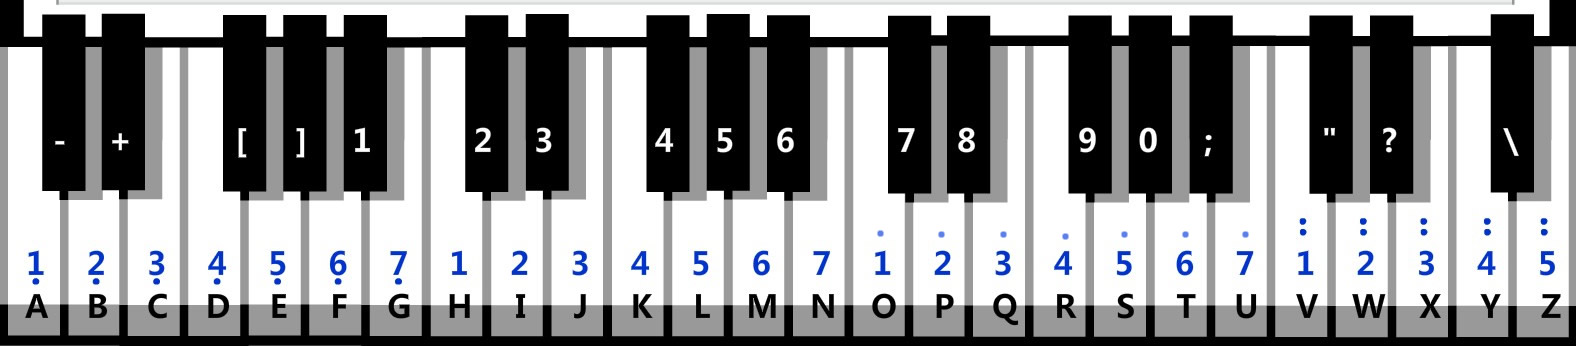 - + [ ] 1 2 3 4 5 6 7 8 9 0 ; " ? \
1 2 3 4 5 6 7 1 2 3 4 5 6 7 1 2 3 4 5 6 7 1 2 3 4 5
A B C D E F G H I J K L M N O P Q R S T U V W X Y Z